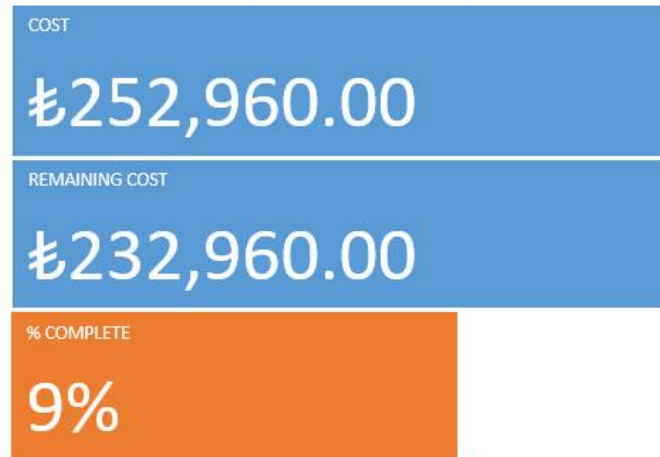 COST
₺252,960.00
REMAINING COST
₺232,960.00
% COMPLETE
9%